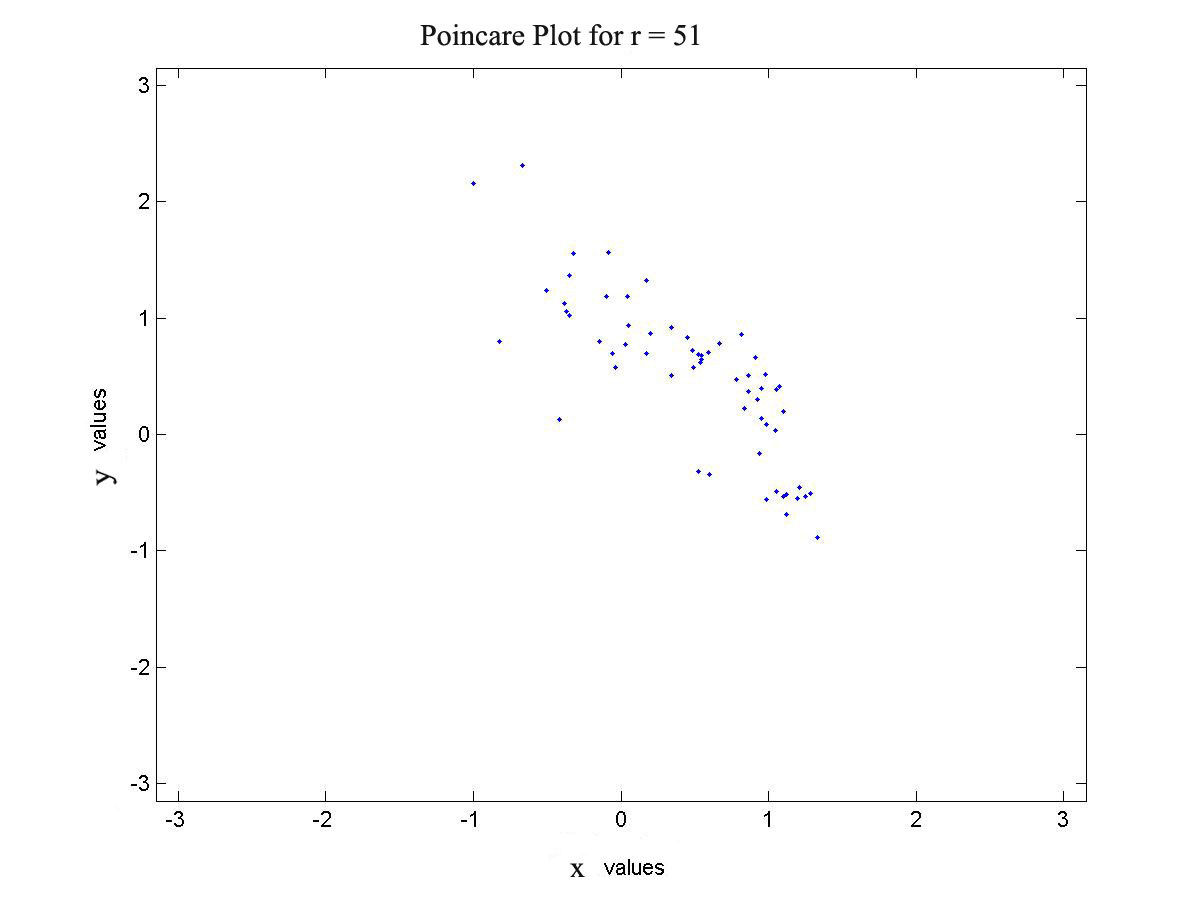 Poincare Plot for r = 51
3
2
1
0
-1
-2
-3
y values
-3 -2 -1 0 1 2 3
x values